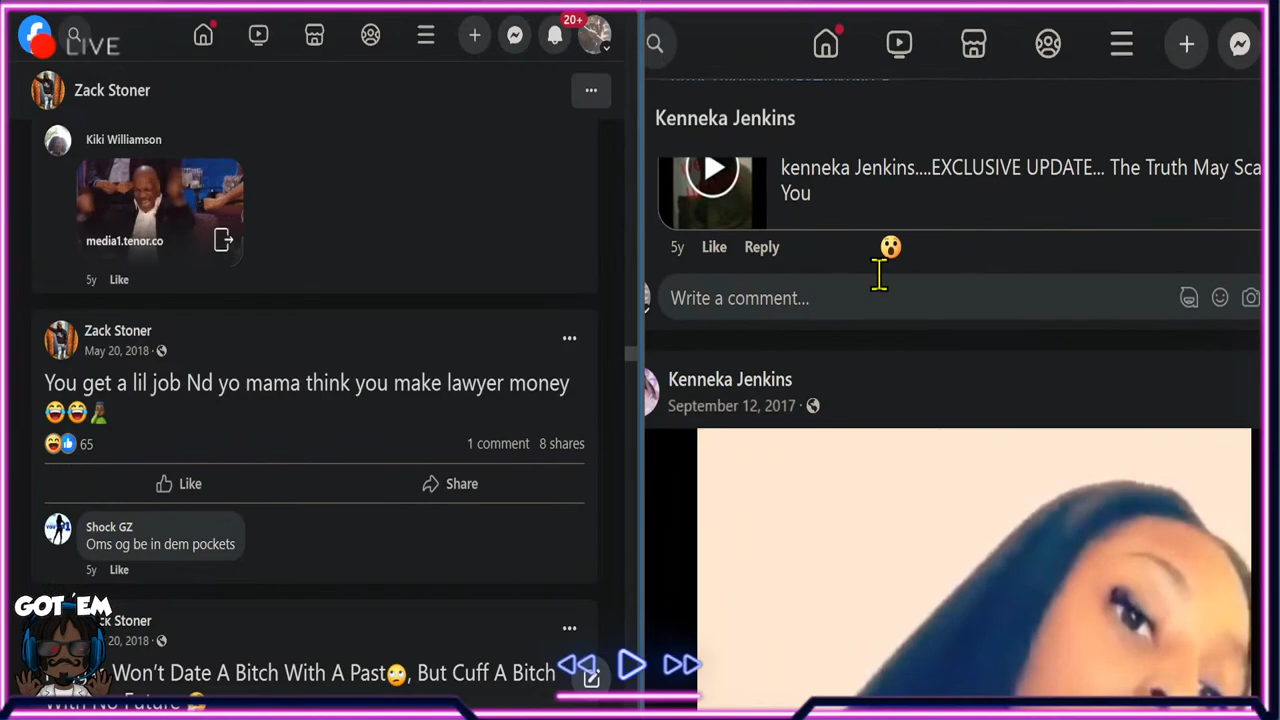 LIVE
20+
Zack Stoner
Kiki Williamson
media1.tenor.co
5y Like
Zack Stoner
May 20, 2018
You get a lil job Nd yo mama think you make lawyer money
65
1 comment 8 shares
Like
Share
Shock GZ
Oms og be in dem pockets
5y Like
GOT 'EM
Stoner
20, 2018
Won't Date A Bitch With A Past, But Cuff A Bitch
With No Future
Kenneka Jenkins
kenneka Jenkins....EXCLUSIVE UPDATE... The Truth May Sca
You
5y Like Reply
Write a comment...
Kenneka Jenkins
September 12, 2017